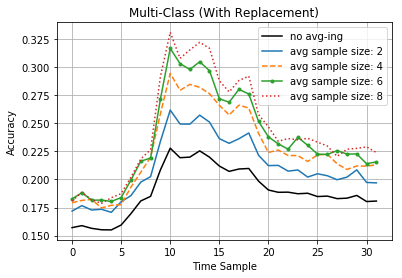 Multi-Class (With Replacement)
no avg-ing
avg sample size: 2
avg sample size: 4
avg sample size: 6
avg sample size: 8
Accuracy
0.325
0.300
0.275
0.250
0.225
0.200
0.175
0.150
0 5 10 15 20 25 30
Time Sample